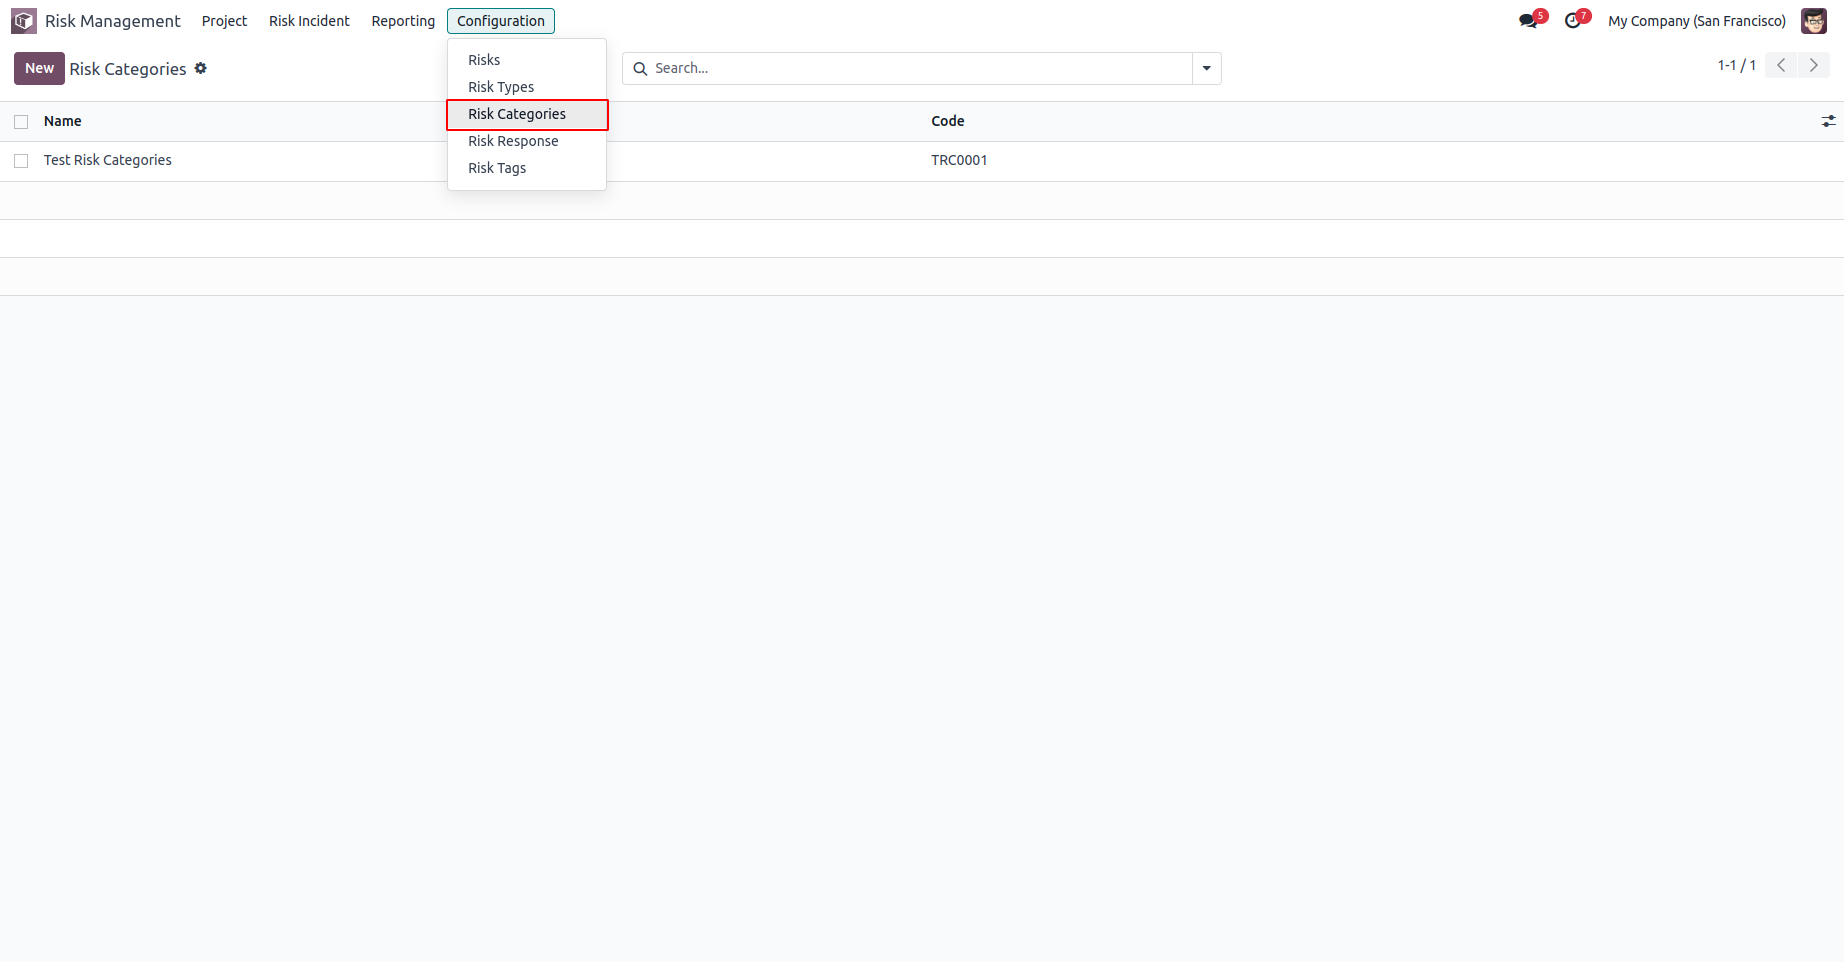 Risk Management Project Risk Incident Reporting Configuration 5 7 My Company (San Francisco)
New Risk Categories Search... 1-1 / 1
Risks
Risk Types
Risk Categories
Risk Response
Risk Tags
Name Code
Test Risk Categories TRC0001